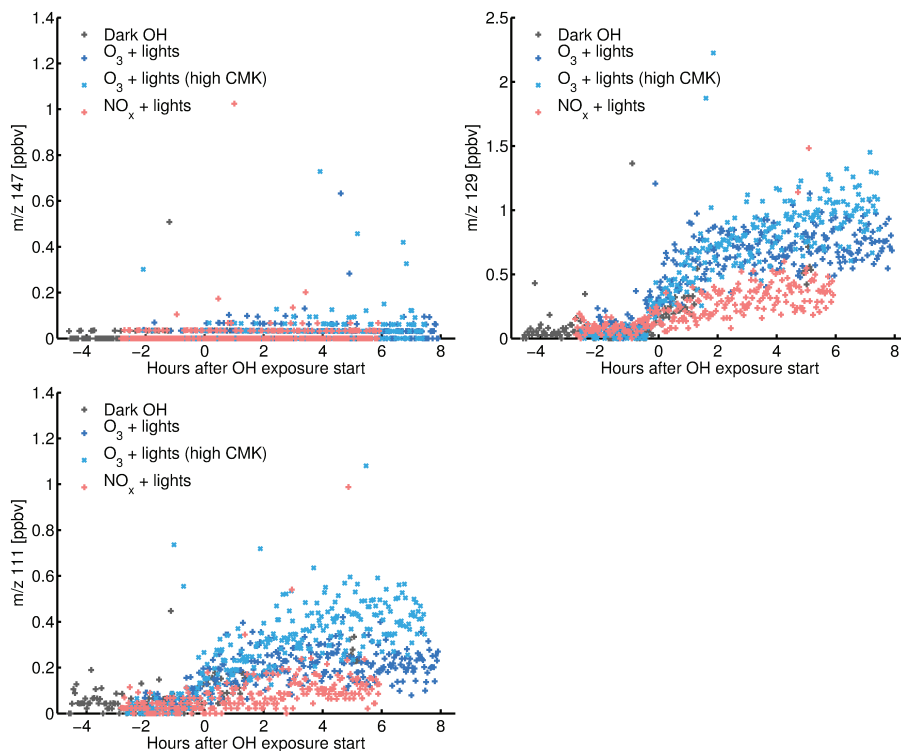 1.4
1.2
1
0.8
0.6
0.4
0.2
0
m/z 147 [ppbv]
Dark OH
O3 + lights
O3 + lights (high CMK)
NOx + lights
−4 −2 0 2 4 6 8
Hours after OH exposure start
2.5
2
1.5
1
0.5
0
m/z 129 [ppbv]
Dark OH
O3 + lights
O3 + lights (high CMK)
NOx + lights
−4 −2 0 2 4 6 8
Hours after OH exposure start
1.4
1.2
1
0.8
0.6
0.4
0.2
0
m/z 111 [ppbv]
Dark OH
O3 + lights
O3 + lights (high CMK)
NOx + lights
−4 −2 0 2 4 6 8
Hours after OH exposure start